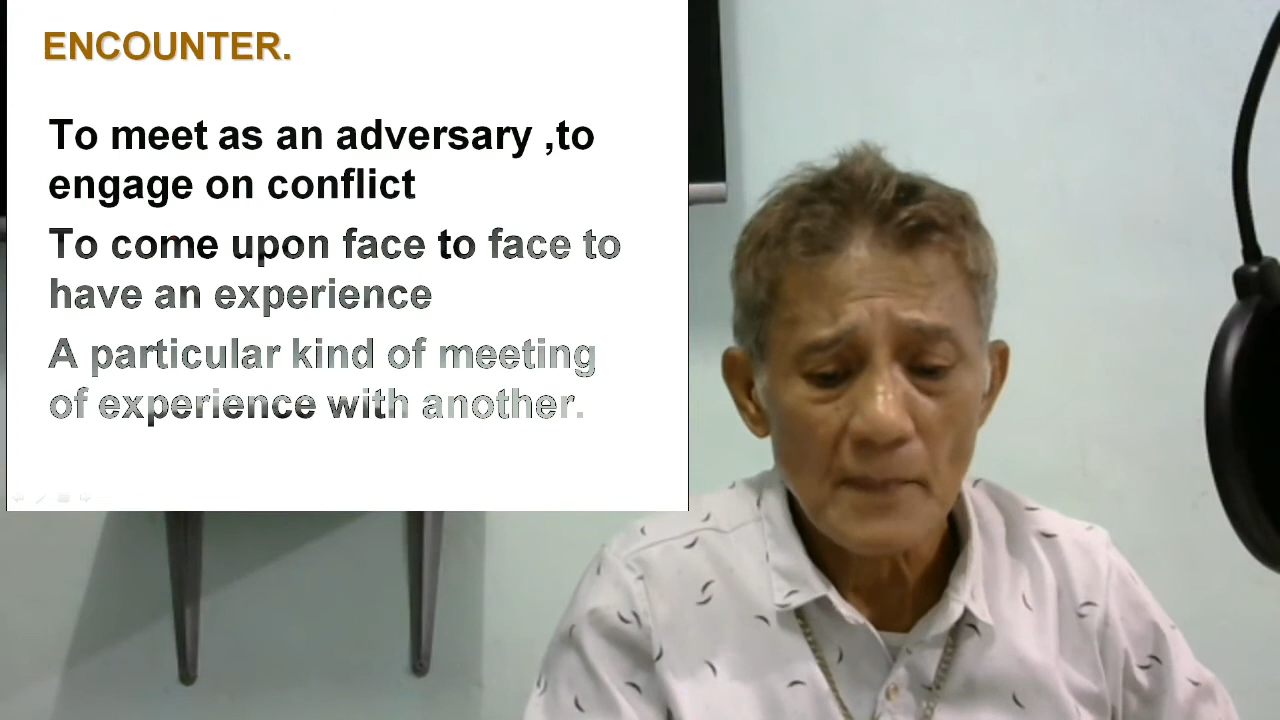 ENCOUNTER.
To meet as an adversary ,to
engage on conflict
To come upon face to face to
have an experience
A particular kind of meeting
of experience with another.